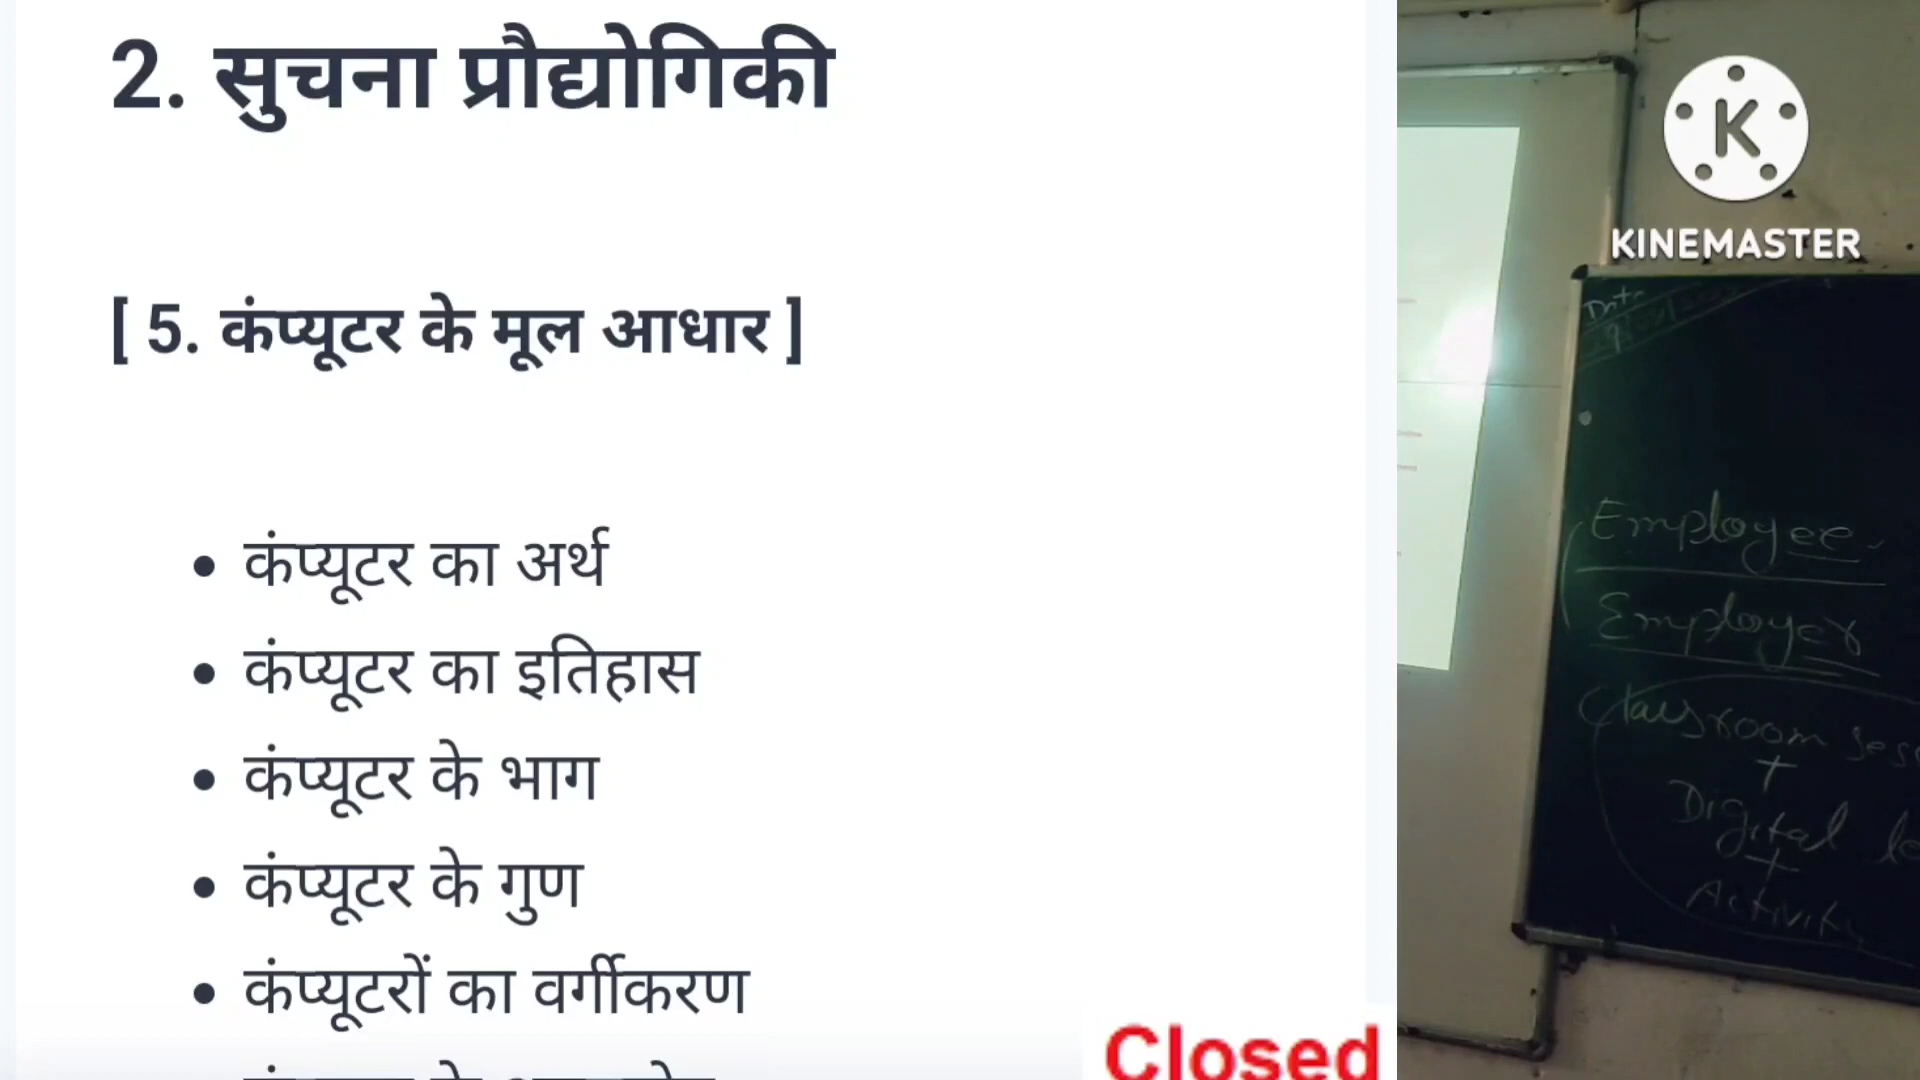 2. सुचना प्रौद्योगिकी
[ 5. कंप्यूटर के मूल आधार ]
• कंप्यूटर का अर्थ
• कंप्यूटर का इतिहास
• कंप्यूटर के भाग
• कंप्यूटर के गुण
• कंप्यूटरों का वर्गीकरण
Closed
KINEMASTER
Employee
Employer
Classroom
+
Digital
+
Activity